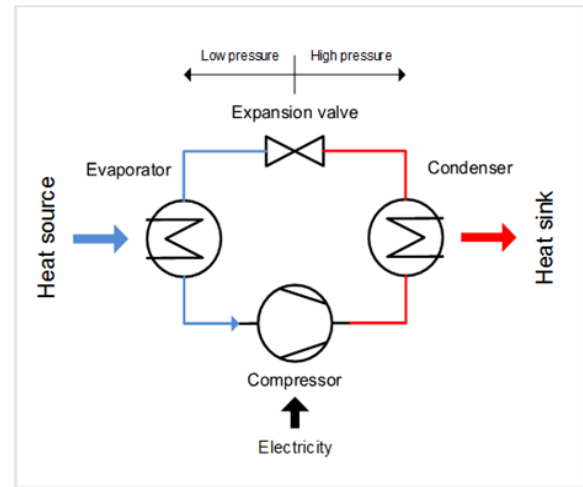 Low pressure
High pressure
Expansion valve
Evaporator
Condenser
Heat source
Heat sink
Compressor
Electricity